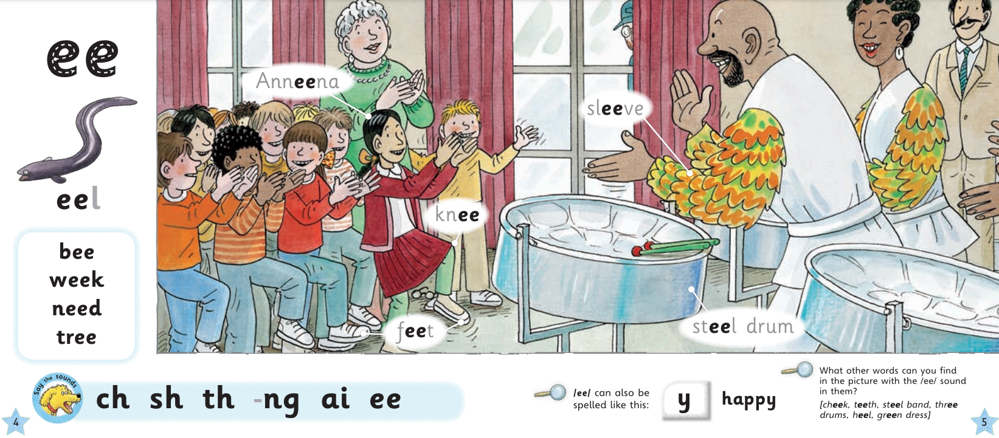 ee
eel
bee
week
need
tree
Anneena
sleeve
knee
feet
steel drum
Say the sounds
ch sh th -ng ai ee
/ee/ can also be
spelled like this:
y
happy
What other words can you find
in the picture with the /ee/ sound
in them?
[cheek, teeth, steel band, three
drums, heel, green dress]
4
5